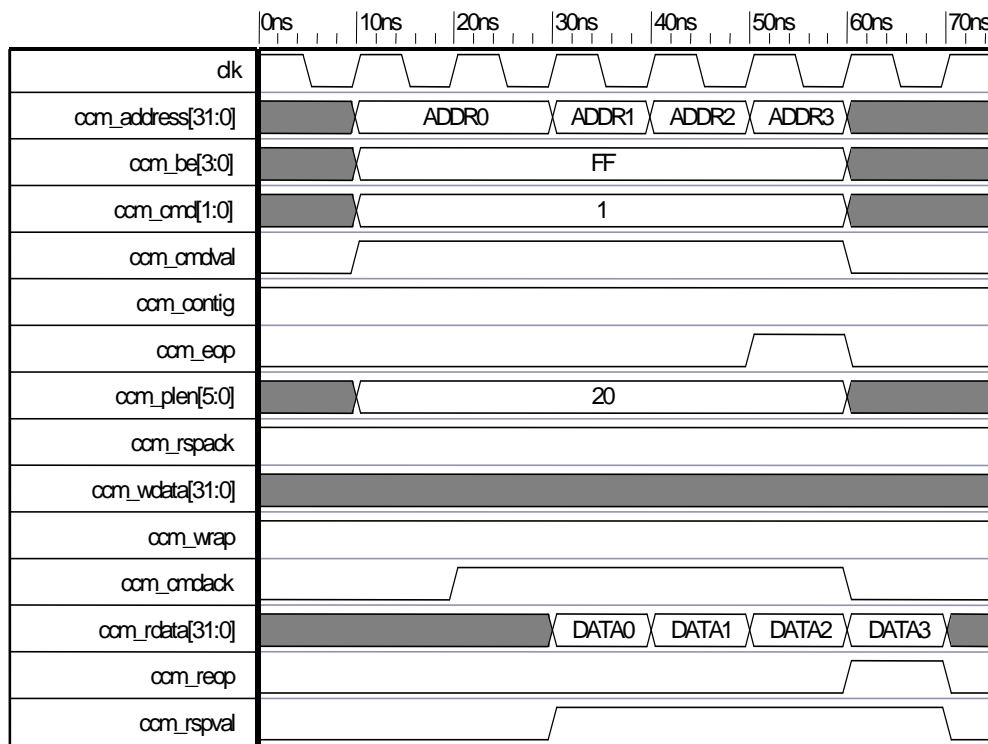 0ns 10ns 20ns 30ns 40ns 50ns 60ns 70ns
clk
ccm_address[31:0] ADDR0 ADDR1 ADDR2 ADDR3
ccm_be[3:0] FF
ccm_cmd[1:0] 1
ccm_cmdval
ccm_contig
ccm_eop
ccm_plen[5:0] 20
ccm_rspack
ccm_wdata[31:0]
ccm_wrap
ccm_cmdack
ccm_rdata[31:0] DATA0 DATA1 DATA2 DATA3
ccm_reop
ccm_rspval